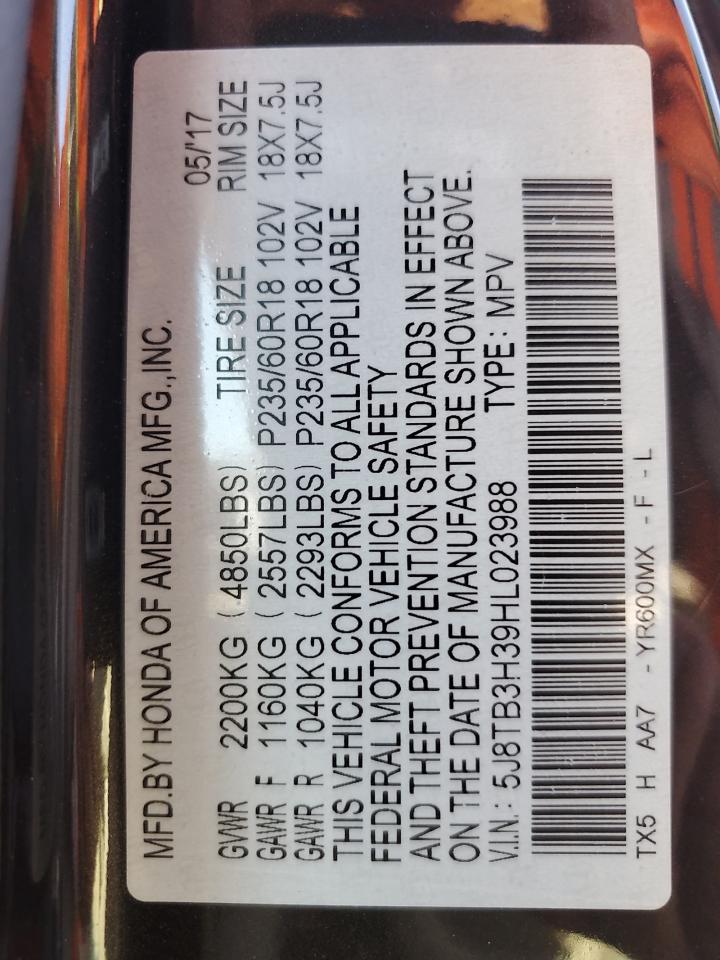 MFD.BY HONDA OF AMERICA MFG.,INC.
05/'17
GVWR 2200KG ( 4850LBS) TIRE SIZE RIM SIZE
GAWR F 1160KG ( 2557LBS) P235/60R18 102V 18X7.5J
GAWR R 1040KG ( 2293LBS) P235/60R18 102V 18X7.5J
THIS VEHICLE CONFORMS TO ALL APPLICABLE
FEDERAL MOTOR VEHICLE SAFETY
AND THEFT PREVENTION STANDARDS IN EFFECT
ON THE DATE OF MANUFACTURE SHOWN ABOVE.
V.I.N.: 5J8TB3H39HL023988 TYPE: MPV
TX5 H AA7 - YR600MX - F - L